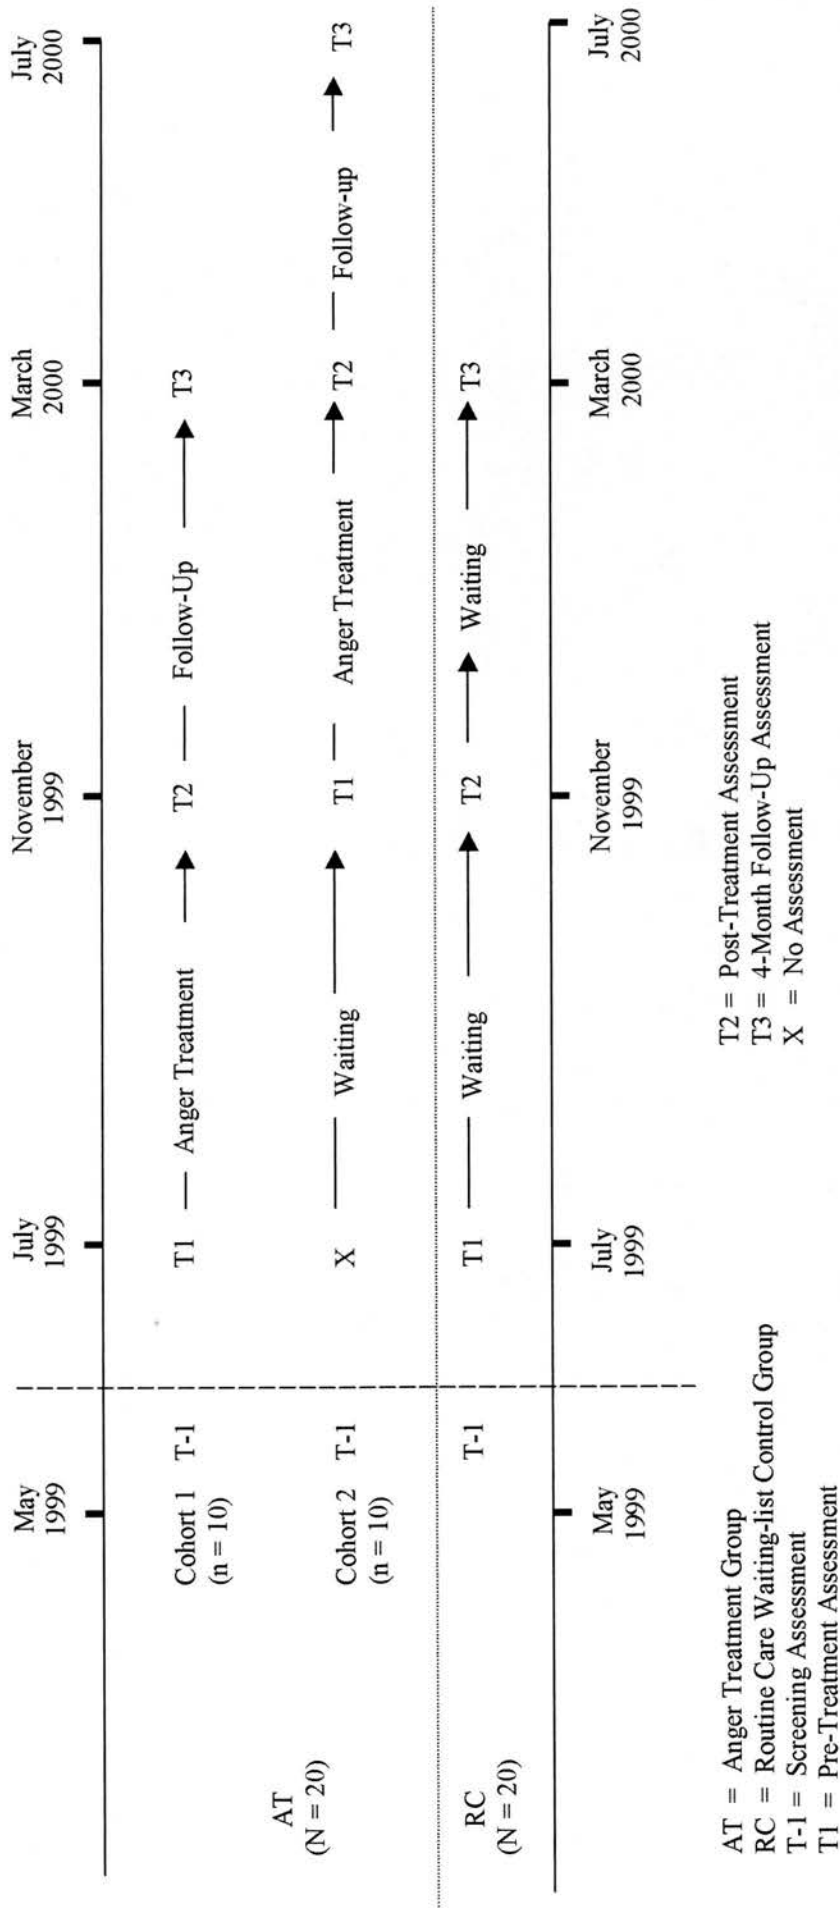 May July November March July
1999 1999 1999 2000 2000
AT
(N = 20)
Cohort 1 T-1 T1 Anger Treatment T2 Follow-Up T3
(n = 10)
Cohort 2 T-1 X Waiting T1 Anger Treatment T2 Follow-up T3
(n = 10)
RC T-1 T1 Waiting T2 Waiting T3
(N = 20)
May July November March July
1999 1999 1999 2000 2000
AT = Anger Treatment Group
RC = Routine Care Waiting-list Control Group
T-1 = Screening Assessment
T1 = Pre-Treatment Assessment
T2 = Post-Treatment Assessment
T3 = 4-Month Follow-Up Assessment
X = No Assessment